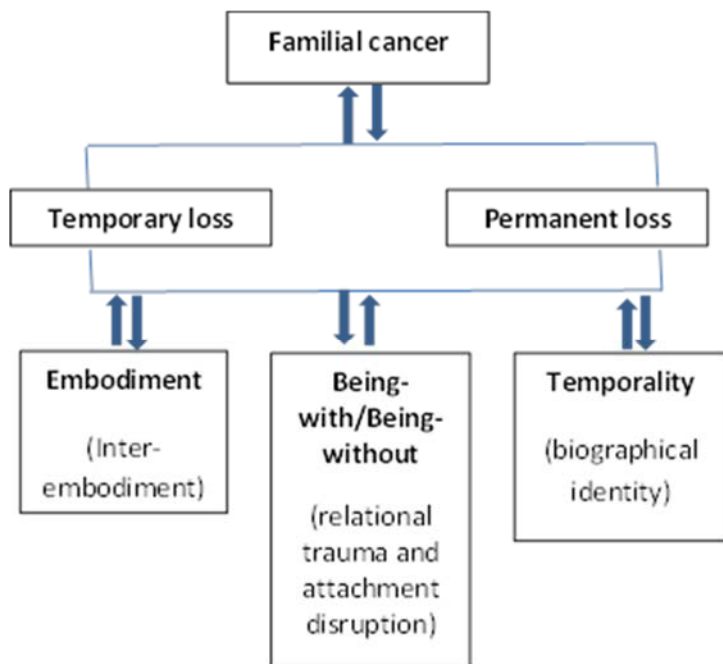 Familial cancer
Temporary loss
Permanent loss
Embodiment
(Inter-
embodiment)
Being-
with/Being-
without
(relational
trauma and
attachment
disruption)
Temporality
(biographical
identity)